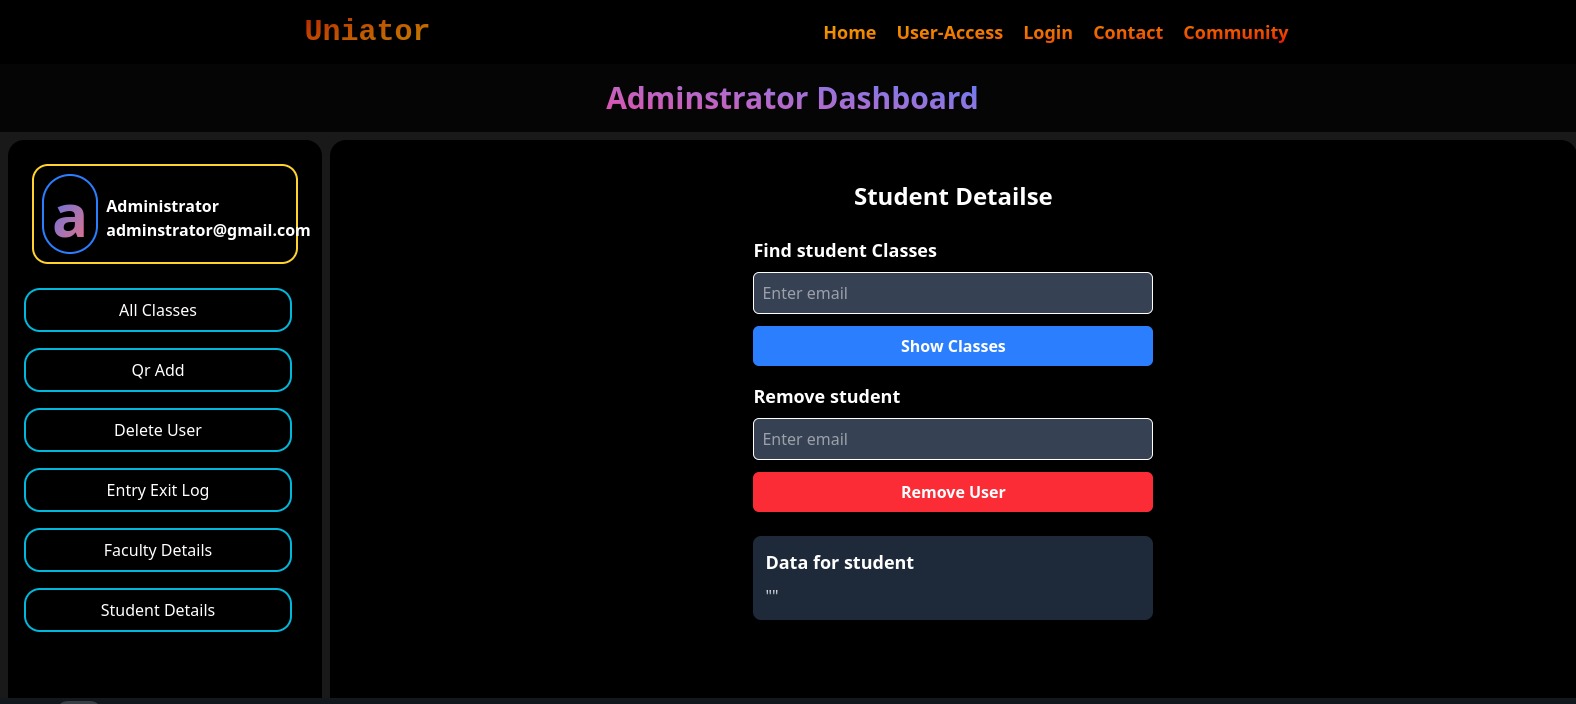 Uniator
Home User-Access Login Contact Community
Adminstrator Dashboard
a
Administrator
adminstrator@gmail.com
All Classes
Qr Add
Delete User
Entry Exit Log
Faculty Details
Student Details
Student Detailse
Find student Classes
Enter email
Show Classes
Remove student
Enter email
Remove User
Data for student
""